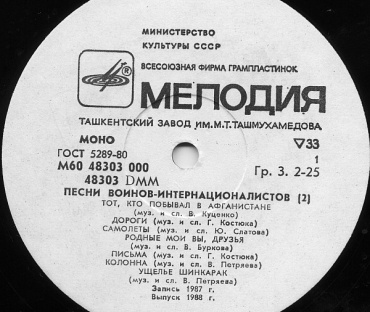 МИНИСТЕРСТВО
КУЛЬТУРЫ СССР
ВСЕСОЮЗНАЯ ФИРМА ГРАМПЛАСТИНОК
МЕЛОДИЯ
ТАШКЕНТСКИЙ ЗАВОД ИМ. М.Т. ТАШМУХАМЕДОВА
МОНО ▽33
ГОСТ 5289-80 1
М60 48303 000 Гр. 3. 2-25
48303 DMM
ПЕСНИ ВОИНОВ-ИНТЕРНАЦИОНАЛИСТОВ (2)
ТОТ, КТО ПОБЫВАЛ В АФГАНИСТАНЕ
(муз. и сл. В. Куценко)
ДОРОГИ (муз. и сл. Г. Костюка)
САМОЛЕТЫ (муз. и сл. Ю. Слатова)
РОДНЫЕ МОИ ВЫ, ДРУЗЬЯ
(муз. и сл. В. Буркова)
ПИСЬМА (муз. и сл. Г. Костюка)
КОЛОННА (муз. и сл. В. Петряева)
УЩЕЛЬЕ ШИНКАРАК
(муз. и сл. В. Петряева)
Запись 1987 г.
Выпуск 1988 г.